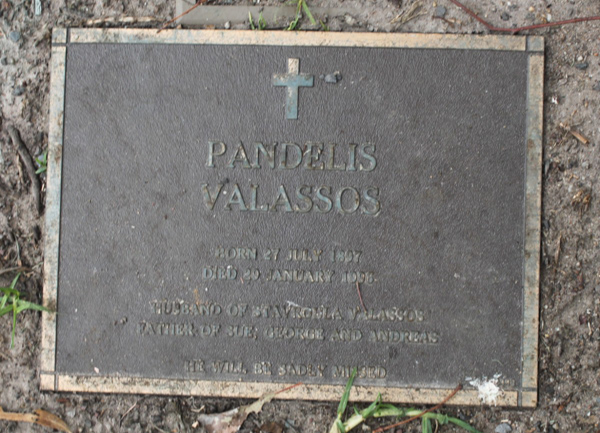 PANDELIS
VALASSOS
BORN 27 JULY
DIED 29 JANUARY
HUSBAND OF VALASSOS
FATHER OF SUE, GEORGE AND ANDREAS
HE WILL BE SADLY MISSED